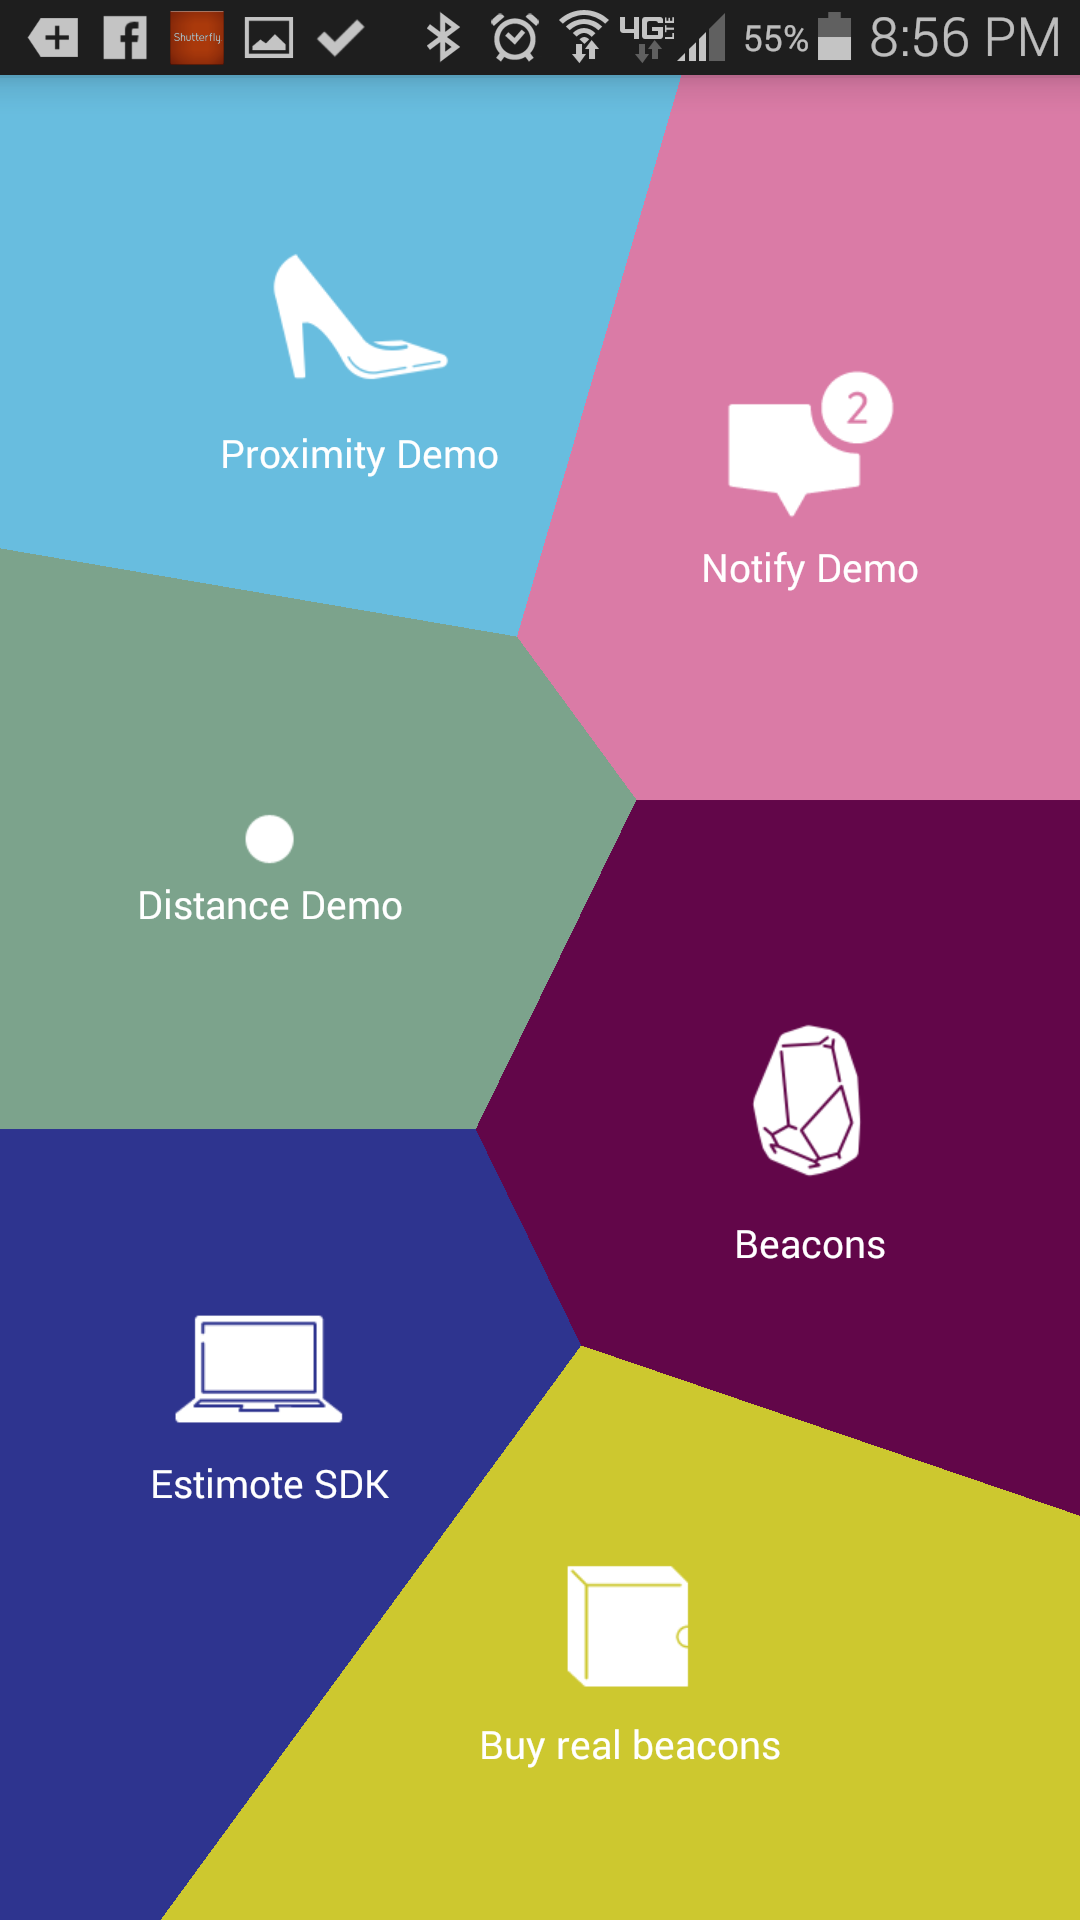 Shutterfly 4G LTE 55% 8:56 PM
Proximity Demo
2
Notify Demo
Distance Demo
Beacons
Estimote SDK
Buy real beacons